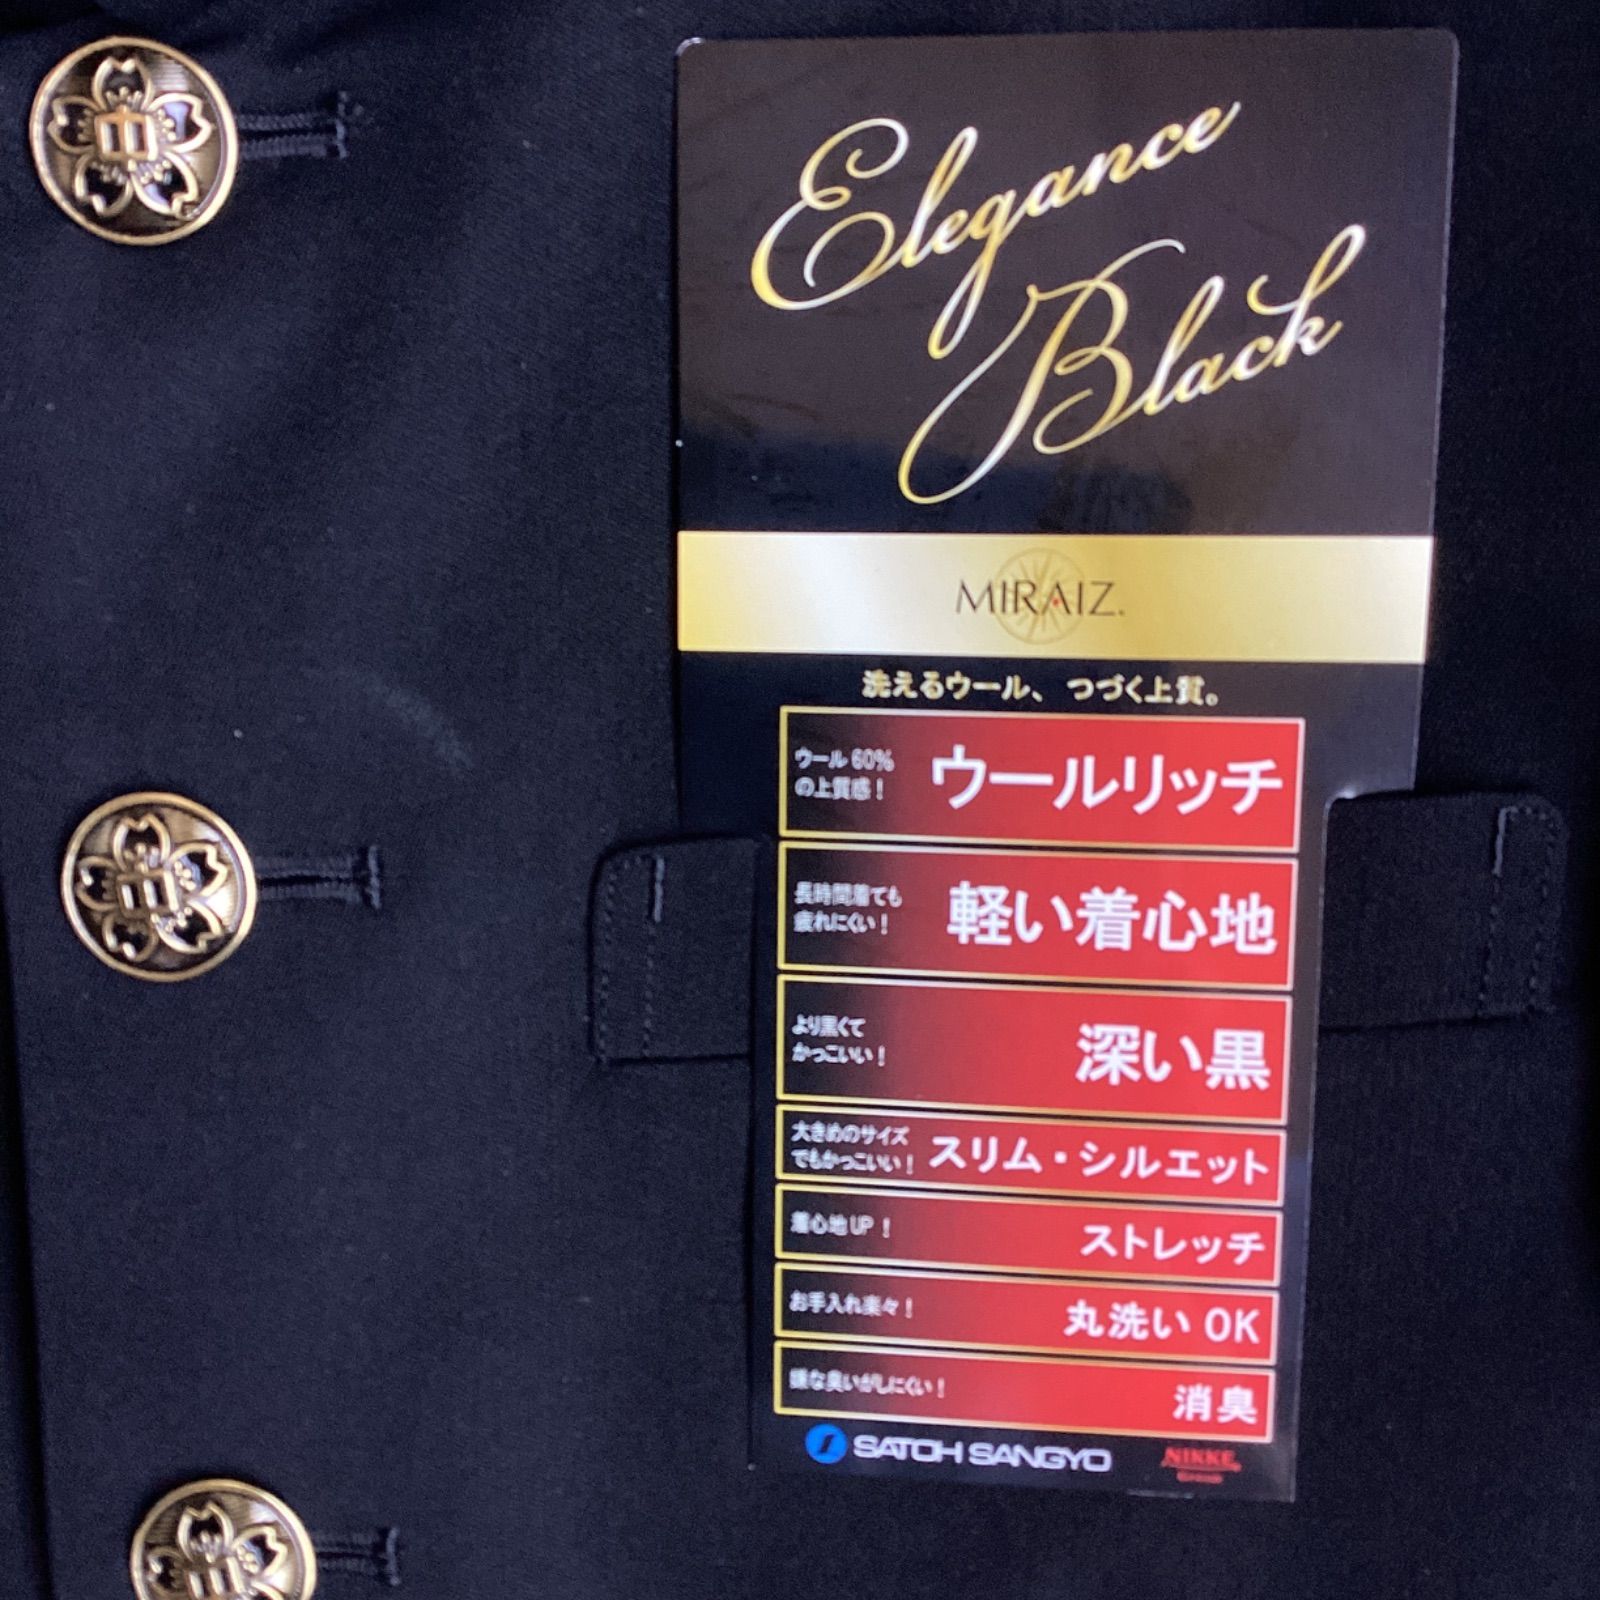 中
中
Elegance
Black
MIRAIZ.
洗えるウール、つづく上質。
ウール60%
の上質感！
ウールリッチ
長時間着ても
疲れにくい！
軽い着心地
より黒くて
かっこいい！
深い黒
大きめのサイズ
でもかっこいい！
スリム・シルエット
着心地UP！
ストレッチ
お手入れ楽々！
丸洗いOK
嫌な臭いがしにくい！
消臭
SATOH SANGYO
NIKKE
Group